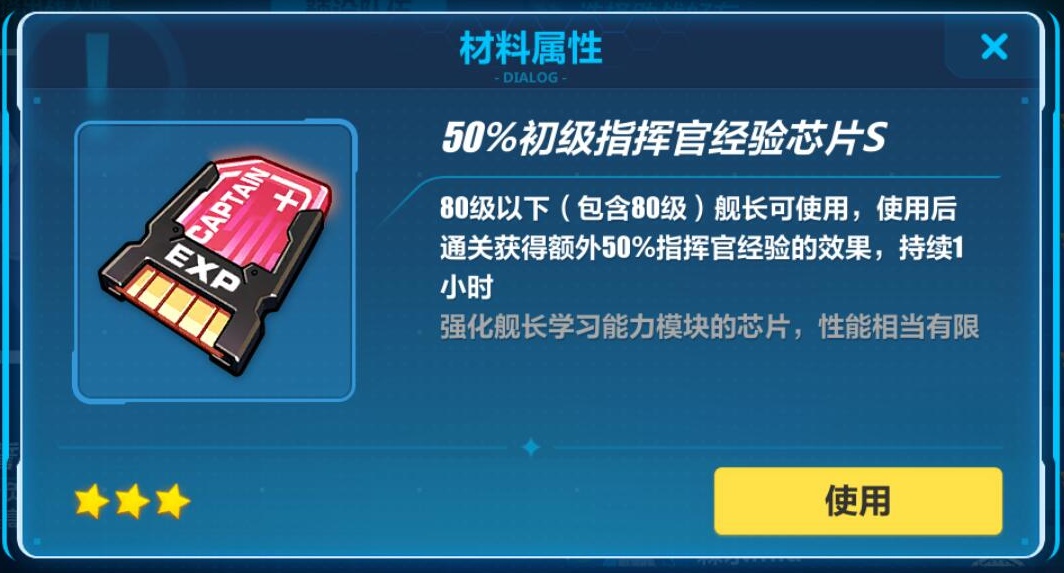 材料属性
- DIALOG -
50%初级指挥官经验芯片S
CAPTAIN +
EXP
80级以下（包含80级）舰长可使用，使用后
通关获得额外50%指挥官经验的效果，持续1
小时
强化舰长学习能力模块的芯片，性能相当有限
使用